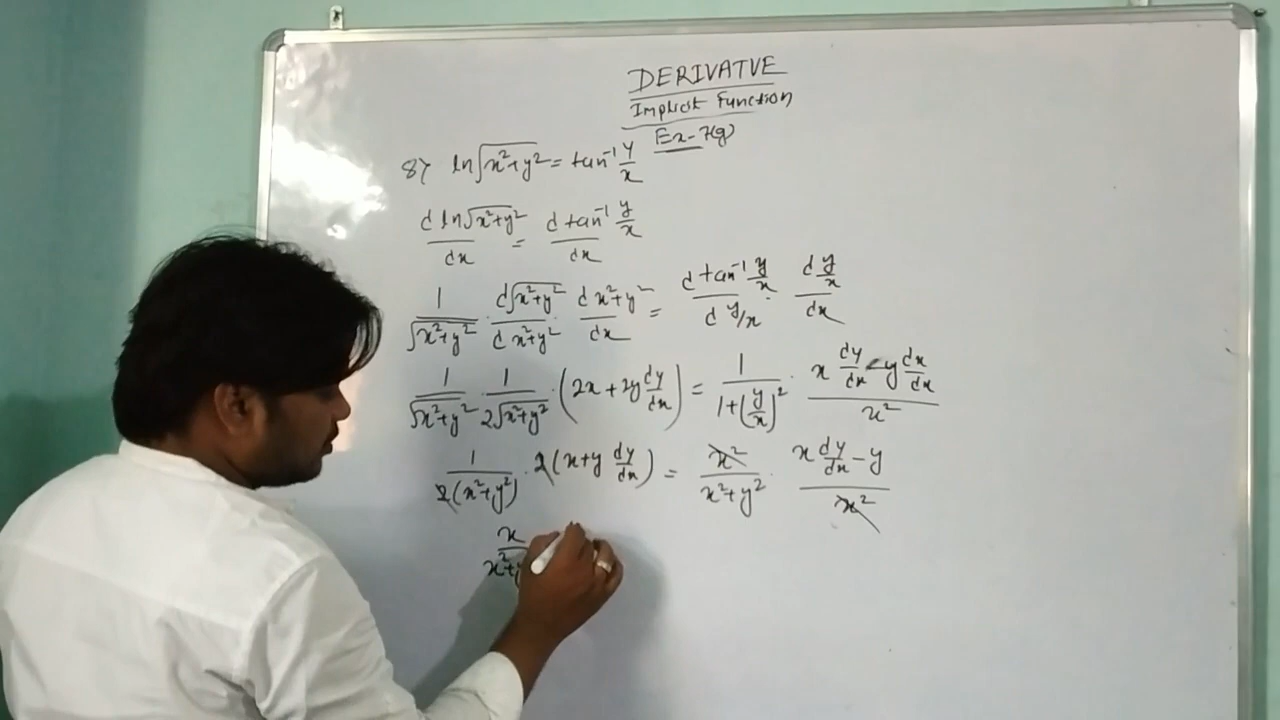 DERIVATVE
Implicit Function
Ex-7(g)
8) ln√(x²+y²) = tan⁻¹ y/x
d ln√(x²+y²)/dx = d tan⁻¹ y/x / dx
1/√(x²+y²) · d√(x²+y²)/d x²+y² · d x²+y²/dx = d tan⁻¹ y/x / d y/x · d y/x / dx
1/√(x²+y²) · 1/2√(x²+y²) · (2x + 2y dy/dx) = 1/(1+(y/x)²) · (x dy/dx - y dx/dx)/x²
1/2(x²+y²) · 2(x+y dy/dx) = x²/(x²+y²) · (x dy/dx - y)/x²
x/x²+y